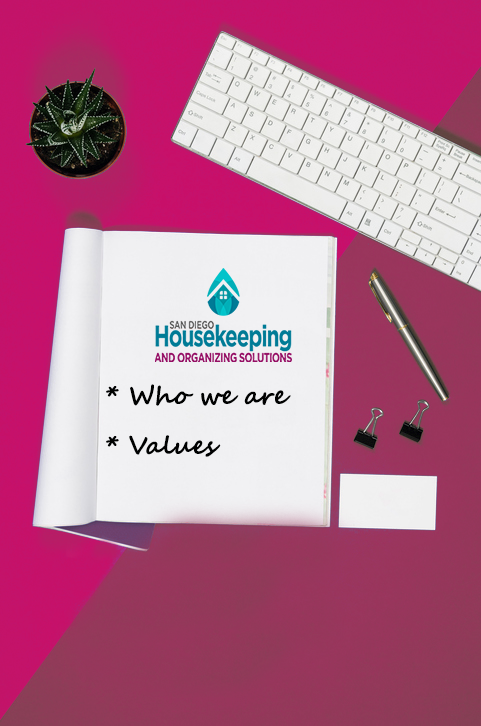 SAN DIEGO
Housekeeping
AND ORGANIZING SOLUTIONS
* Who we are
* Values